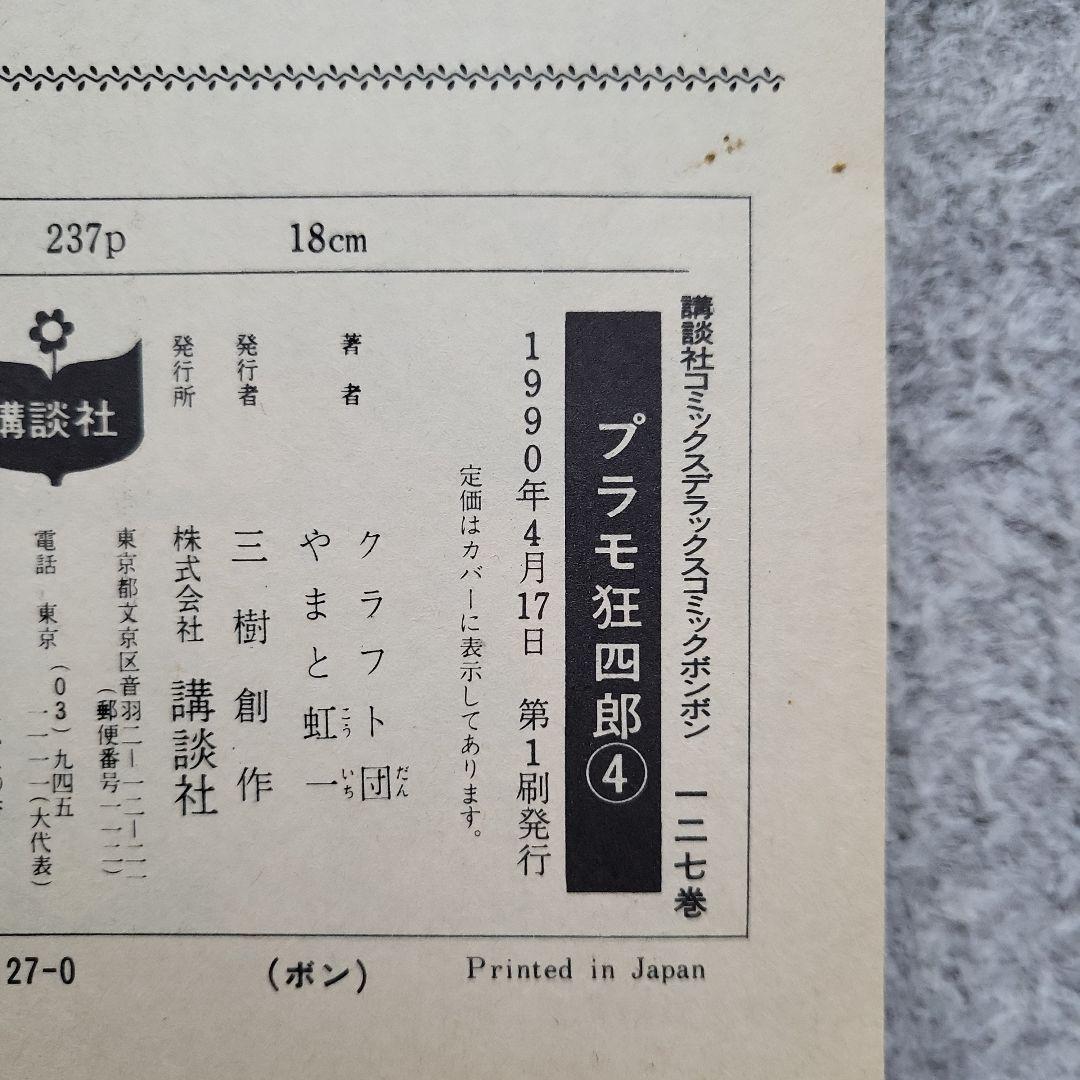 237p 18cm
講談社コミックスデラックスコミックボンボン 一二七巻
プラモ狂四郎④
1990年4月17日 第1刷発行
定価はカバーに表示してあります。
著者
クラフト団
だん
やまと虹一
こういち
発行者
三樹創作
発行所
株式会社 講談社
東京都文京区音羽二―一二―二一
(郵便番号一一二)
電話 東京(03)九四五
一一一一(大代表)
講談社
27-0 (ボン) Printed in Japan